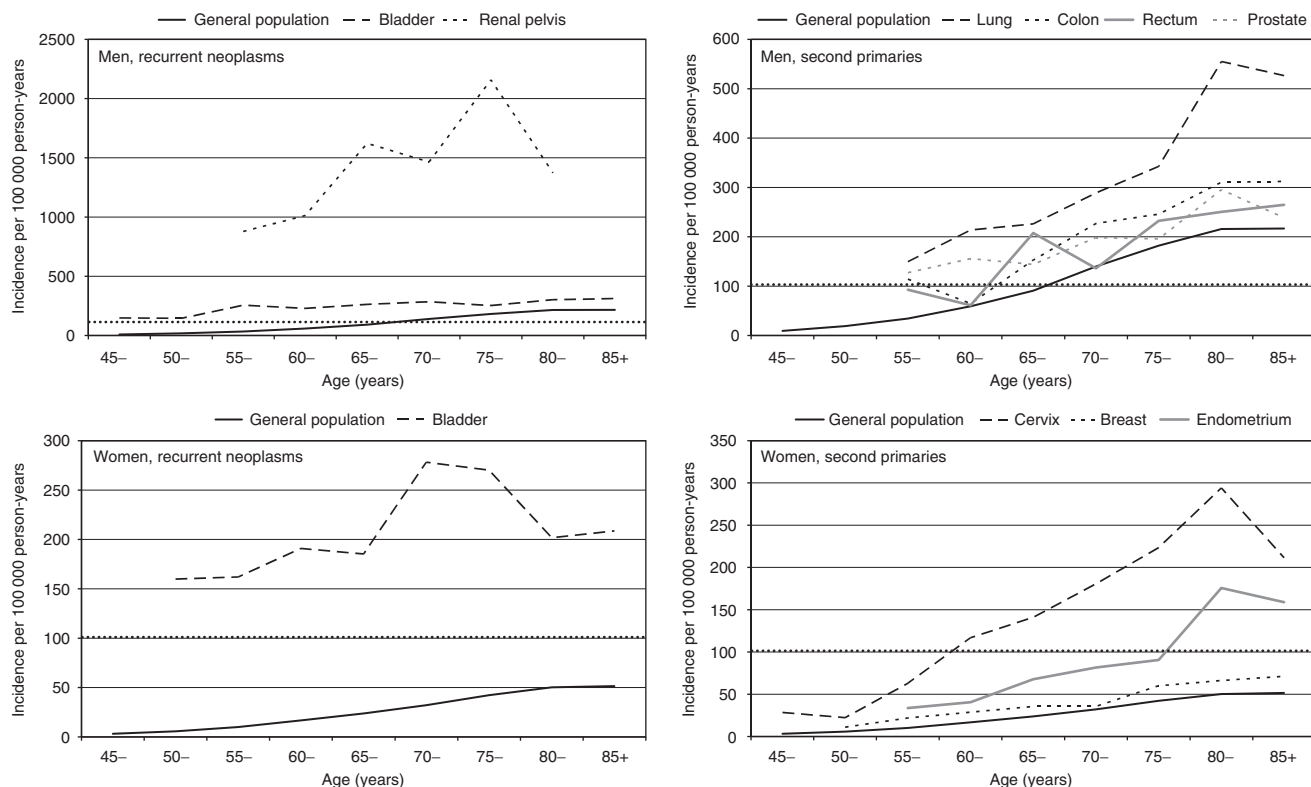 General population Bladder Renal pelvis
Men, recurrent neoplasms
Incidence per 100 000 person-years
2500
2000
1500
1000
500
0
45– 50– 55– 60– 65– 70– 75– 80– 85+
Age (years)
General population Lung Colon Rectum Prostate
Men, second primaries
Incidence per 100 000 person-years
600
500
400
300
200
100
0
45– 50– 55– 60– 65– 70– 75– 80– 85+
Age (years)
General population Bladder
Women, recurrent neoplasms
Incidence per 100 000 person-years
300
250
200
150
100
50
0
45– 50– 55– 60– 65– 70– 75– 80– 85+
Age (years)
General population Cervix Breast Endometrium
Women, second primaries
Incidence per 100 000 person-years
350
300
250
200
150
100
50
0
45– 50– 55– 60– 65– 70– 75– 80– 85+
Age (years)